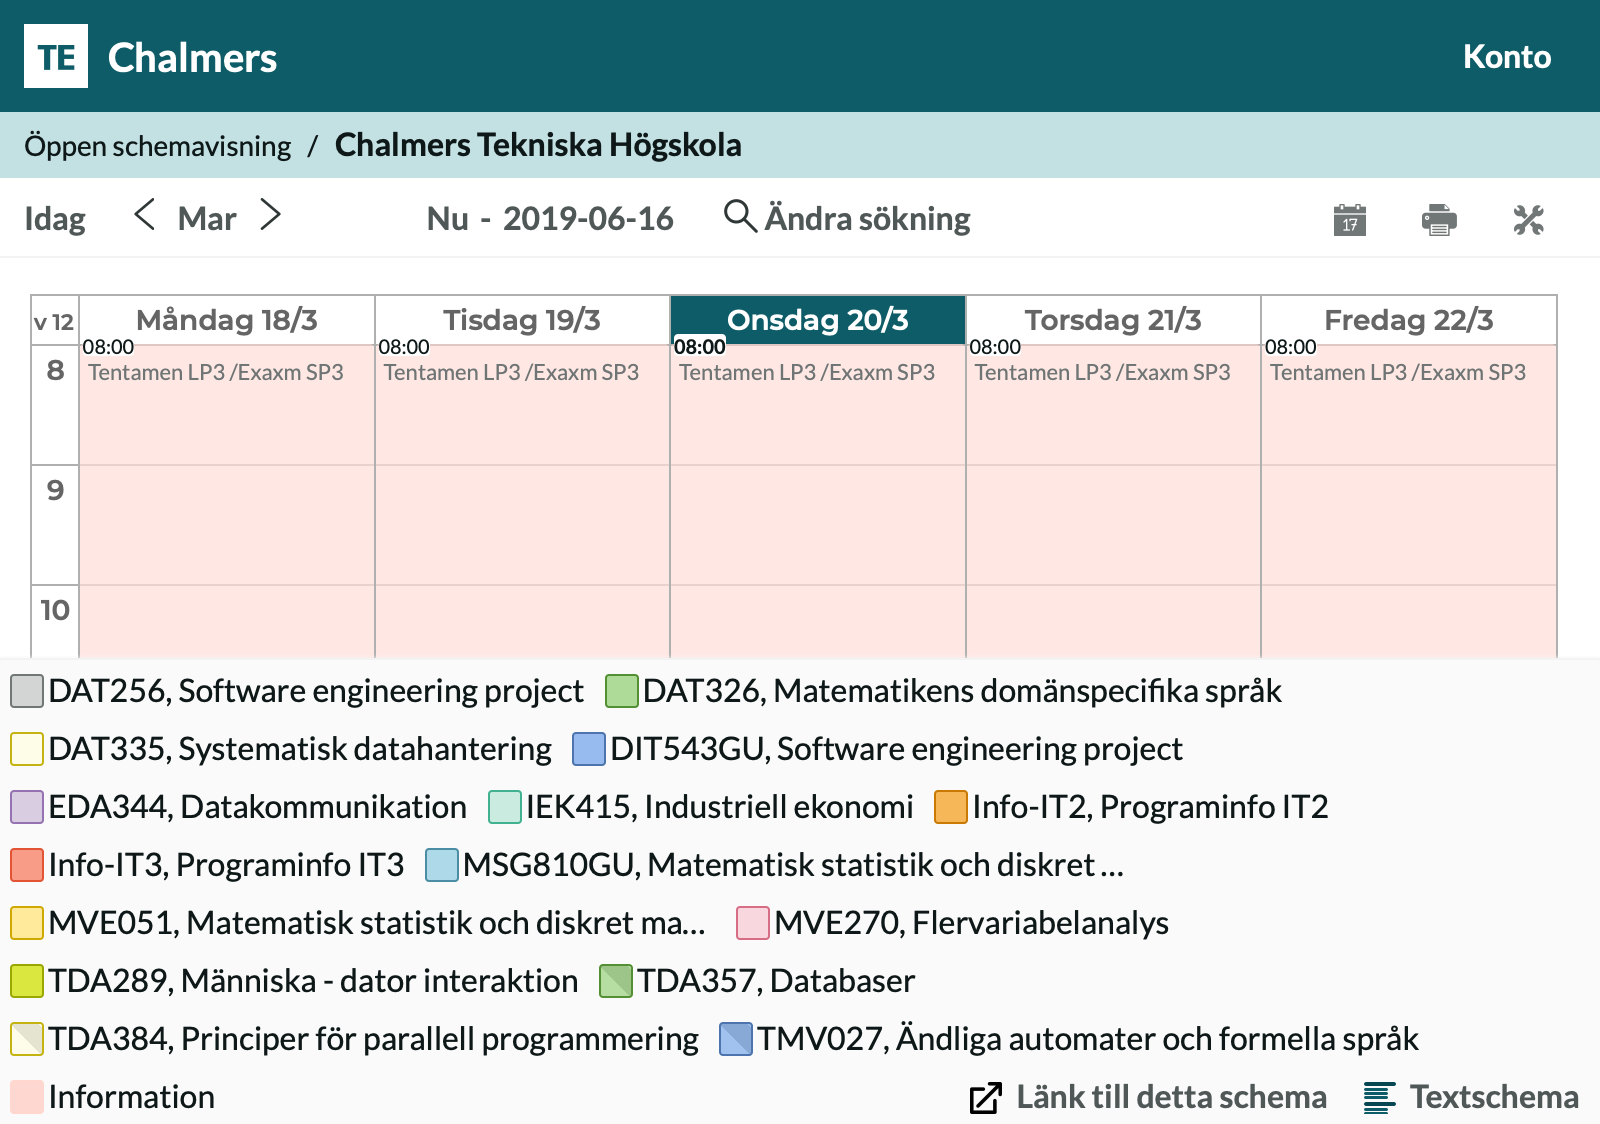 TE Chalmers Konto
Öppen schemavisning / Chalmers Tekniska Högskola
Idag Mar Nu - 2019-06-16 Ändra sökning 17
v 12 Måndag 18/3 Tisdag 19/3 Onsdag 20/3 Torsdag 21/3 Fredag 22/3
08:00 08:00 08:00 08:00 08:00
8 Tentamen LP3 /Exaxm SP3 Tentamen LP3 /Exaxm SP3 Tentamen LP3 /Exaxm SP3 Tentamen LP3 /Exaxm SP3 Tentamen LP3 /Exaxm SP3
9
10
DAT256, Software engineering project DAT326, Matematikens domänspecifika språk
DAT335, Systematisk datahantering DIT543GU, Software engineering project
EDA344, Datakommunikation IEK415, Industriell ekonomi Info-IT2, Programinfo IT2
Info-IT3, Programinfo IT3 MSG810GU, Matematisk statistik och diskret ...
MVE051, Matematisk statistik och diskret ma... MVE270, Flervariabelanalys
TDA289, Människa - dator interaktion TDA357, Databaser
TDA384, Principer för parallell programmering TMV027, Ändliga automater och formella språk
Information Länk till detta schema Textschema